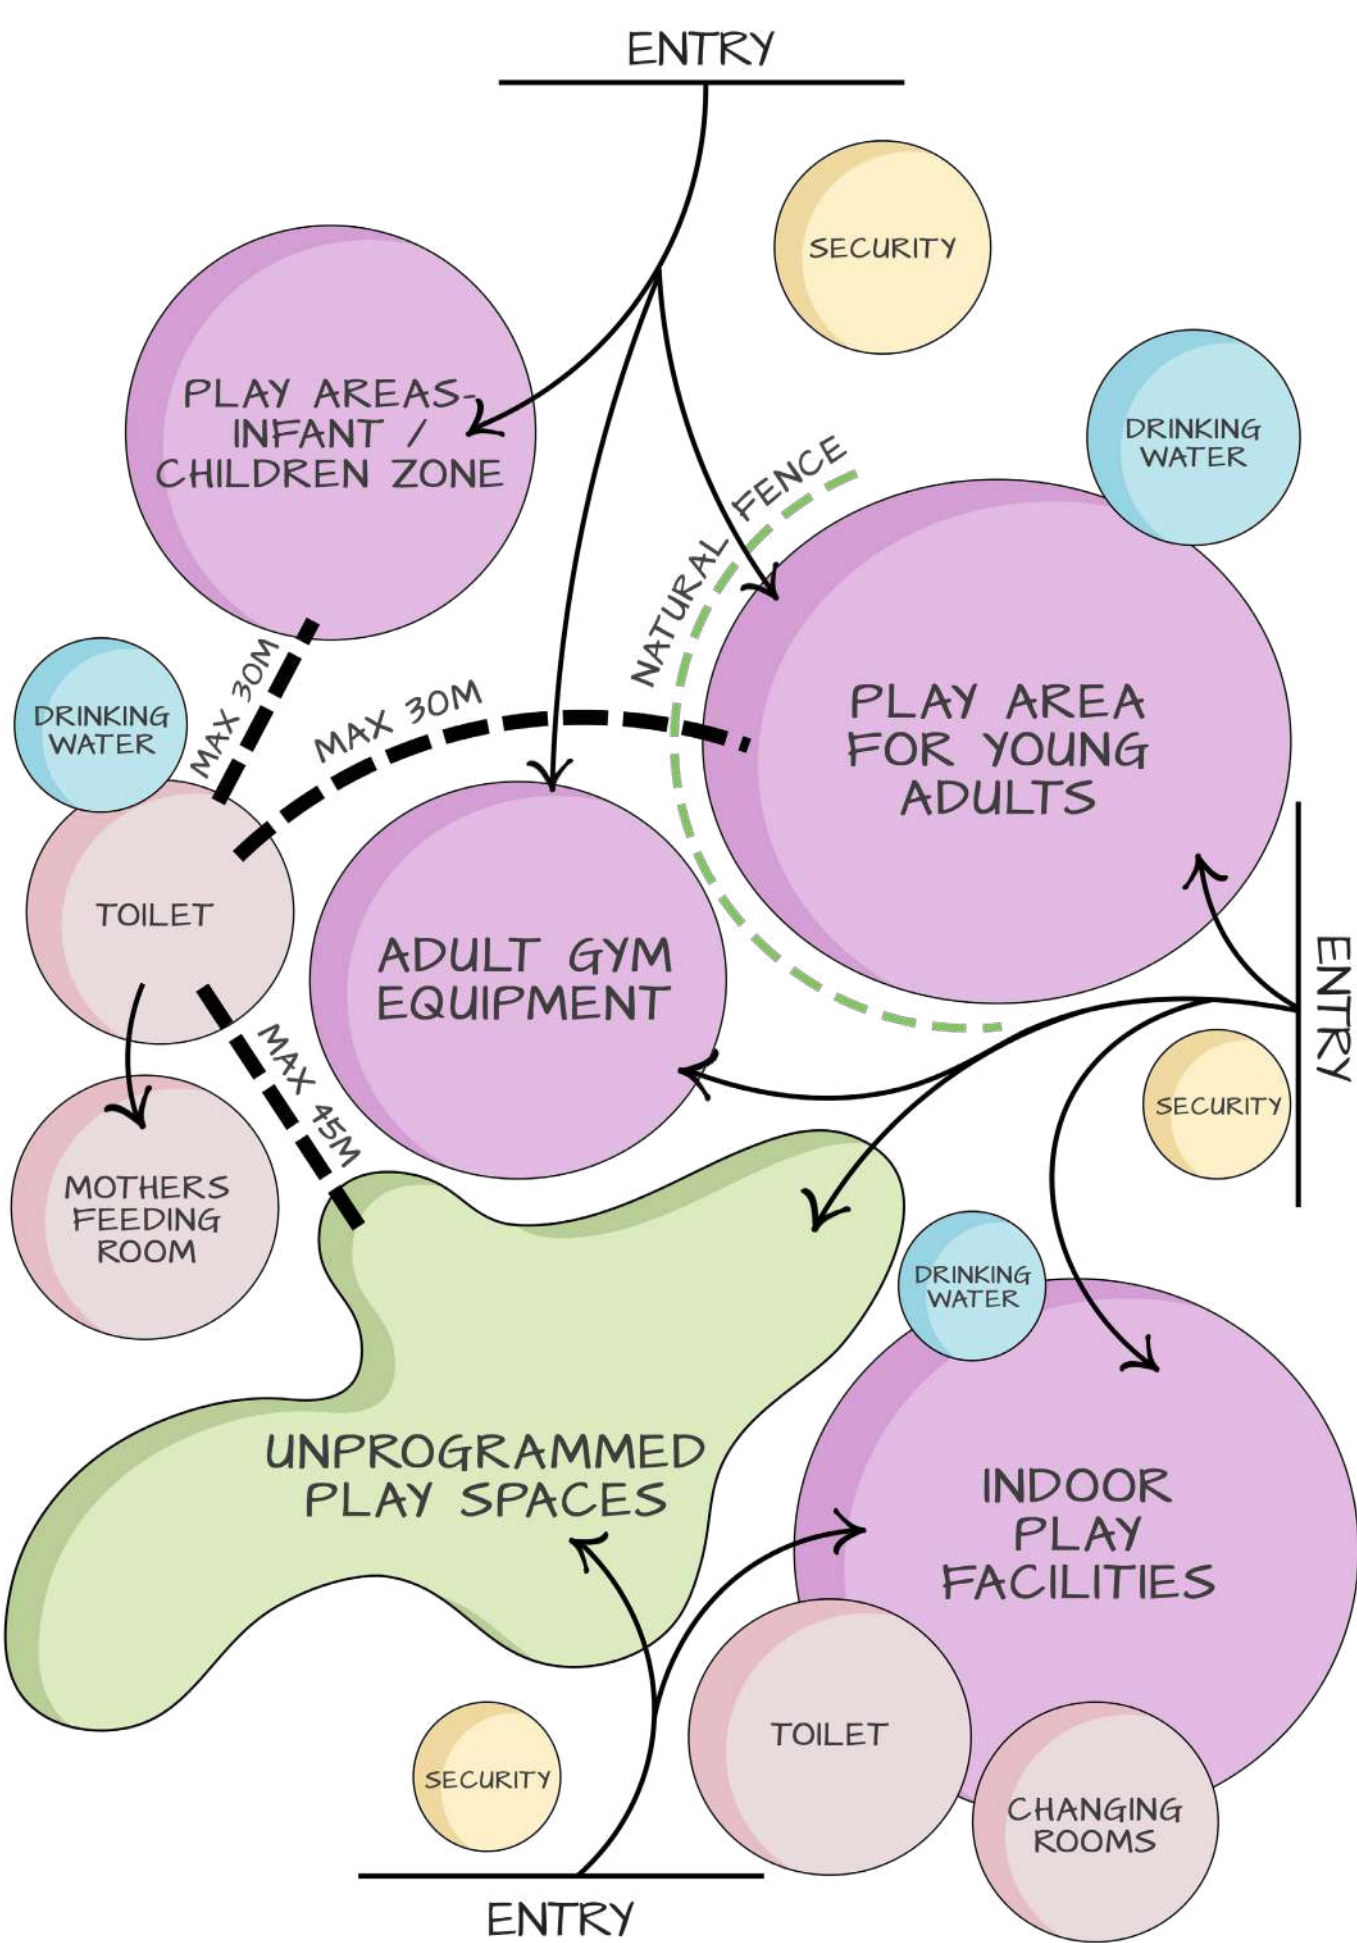 ENTRY
SECURITY
PLAY AREAS-
INFANT /
CHILDREN ZONE
DRINKING
WATER
NATURAL FENCE
MAX 30M
MAX 30M
DRINKING
WATER
PLAY AREA
FOR YOUNG
ADULTS
TOILET
ADULT GYM
EQUIPMENT
ENTRY
MAX 45M
SECURITY
MOTHERS
FEEDING
ROOM
DRINKING
WATER
UNPROGRAMMED
PLAY SPACES
INDOOR
PLAY
FACILITIES
TOILET
SECURITY
CHANGING
ROOMS
ENTRY